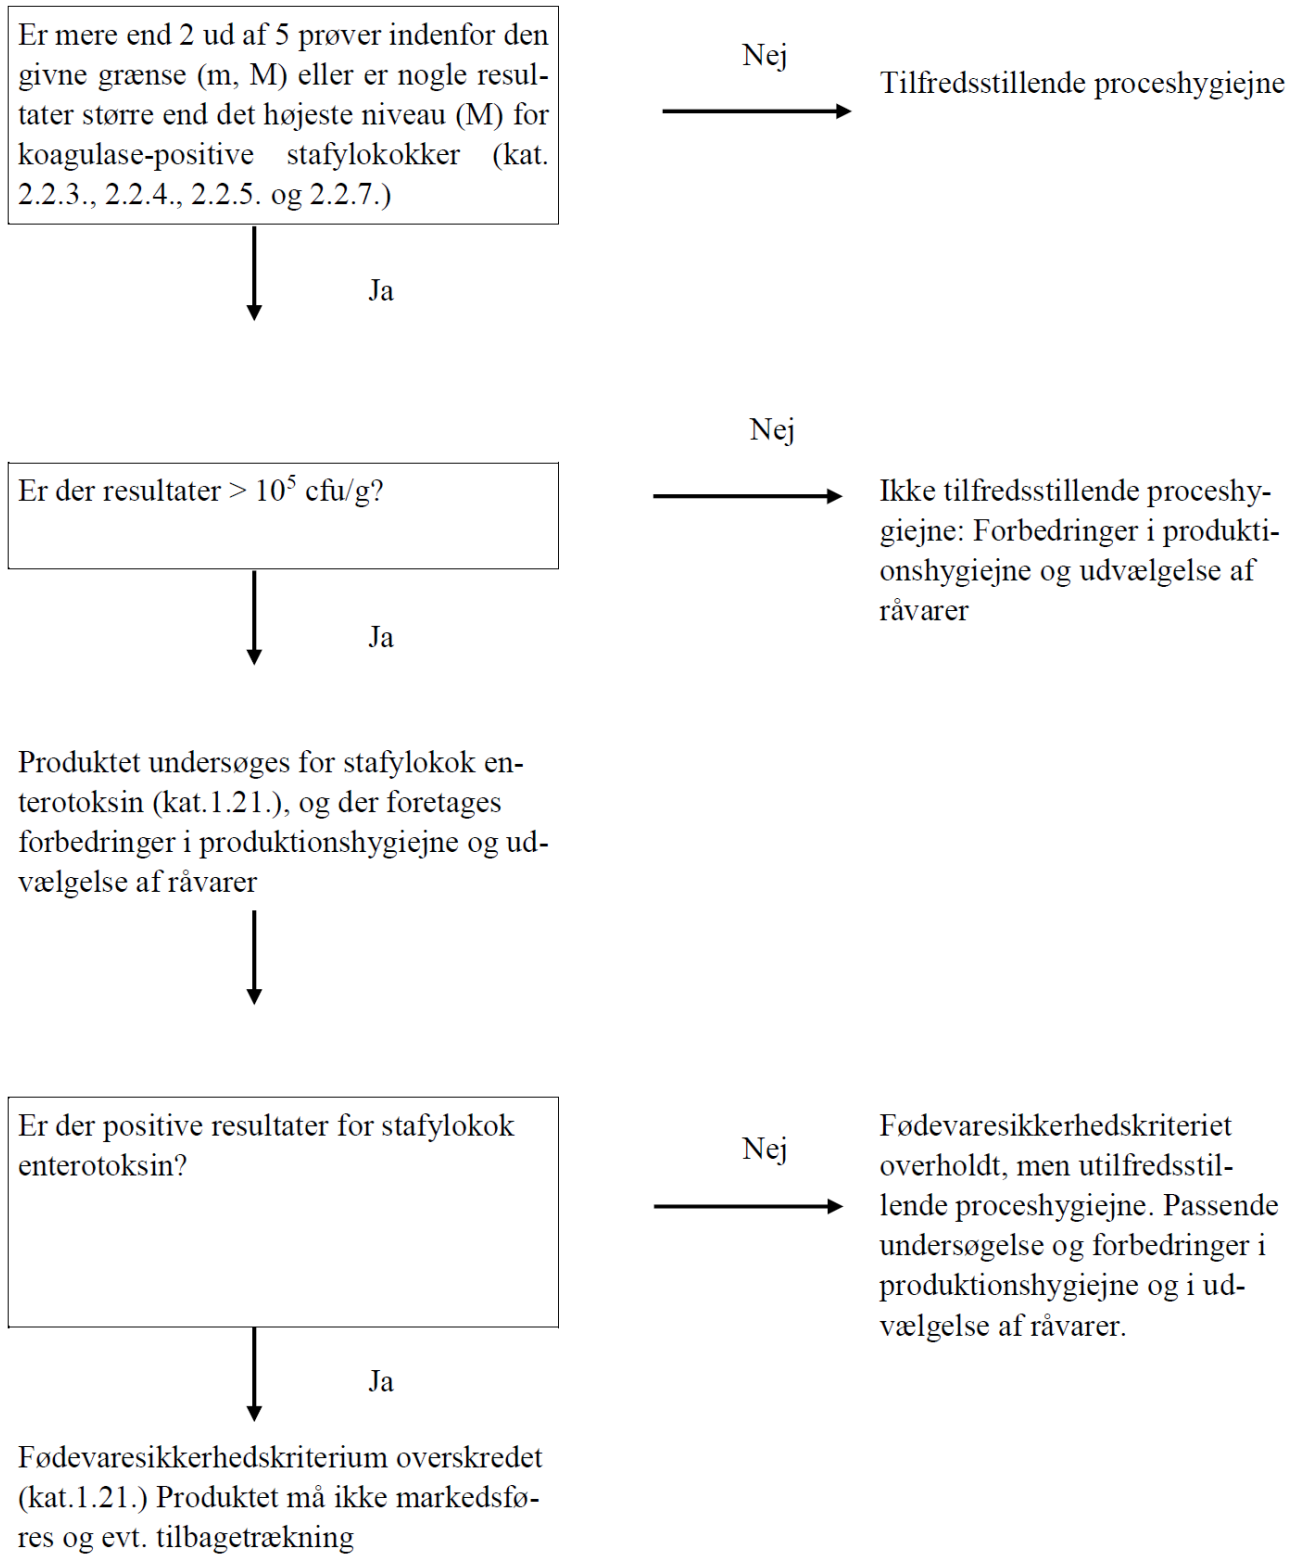 Er mere end 2 ud af 5 prøver indenfor den
givne grænse (m, M) eller er nogle resul-
tater større end det højeste niveau (M) for
koagulase-positive stafylokokker (kat.
2.2.3., 2.2.4., 2.2.5. og 2.2.7.)
Nej
Tilfredsstillende proceshygiejne
Ja
Er der resultater > 10⁵ cfu/g?
Nej
Ikke tilfredsstillende proceshy-
giejne: Forbedringer i produkti-
onshygiejne og udvælgelse af
råvarer
Ja
Produktet undersøges for stafylokok en-
terotoksin (kat.1.21.), og der foretages
forbedringer i produktionshygiejne og ud-
vælgelse af råvarer
Er der positive resultater for stafylokok
enterotoksin?
Nej
Fødevaresikkerhedskriteriet
overholdt, men utilfredsstil-
lende proceshygiejne. Passende
undersøgelse og forbedringer i
produktionshygiejne og i ud-
vælgelse af råvarer.
Ja
Fødevaresikkerhedskriterium overskredet
(kat.1.21.) Produktet må ikke markedsfø-
res og evt. tilbagetrækning